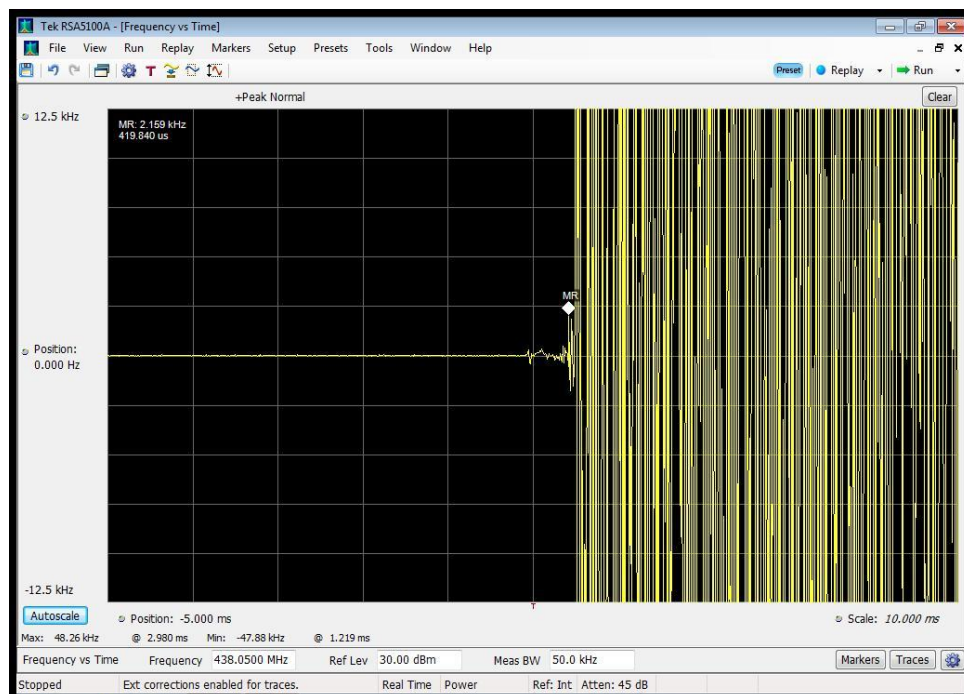 Tek RSA5100A - [Frequency vs Time]
File View Run Replay Markers Setup Presets Tools Window Help
Preset Replay Run
+Peak Normal Clear
12.5 kHz
MR: 2.159 kHz
419.840 us
MR
Position:
0.000 Hz
-12.5 kHz
T
Autoscale Position: -5.000 ms Scale: 10.000 ms
Max: 48.26 kHz @ 2.980 ms Min: -47.88 kHz @ 1.219 ms
Frequency vs Time Frequency 438.0500 MHz Ref Lev 30.00 dBm Meas BW 50.0 kHz Markers Traces
Stopped Ext corrections enabled for traces. Real Time Power Ref: Int Atten: 45 dB